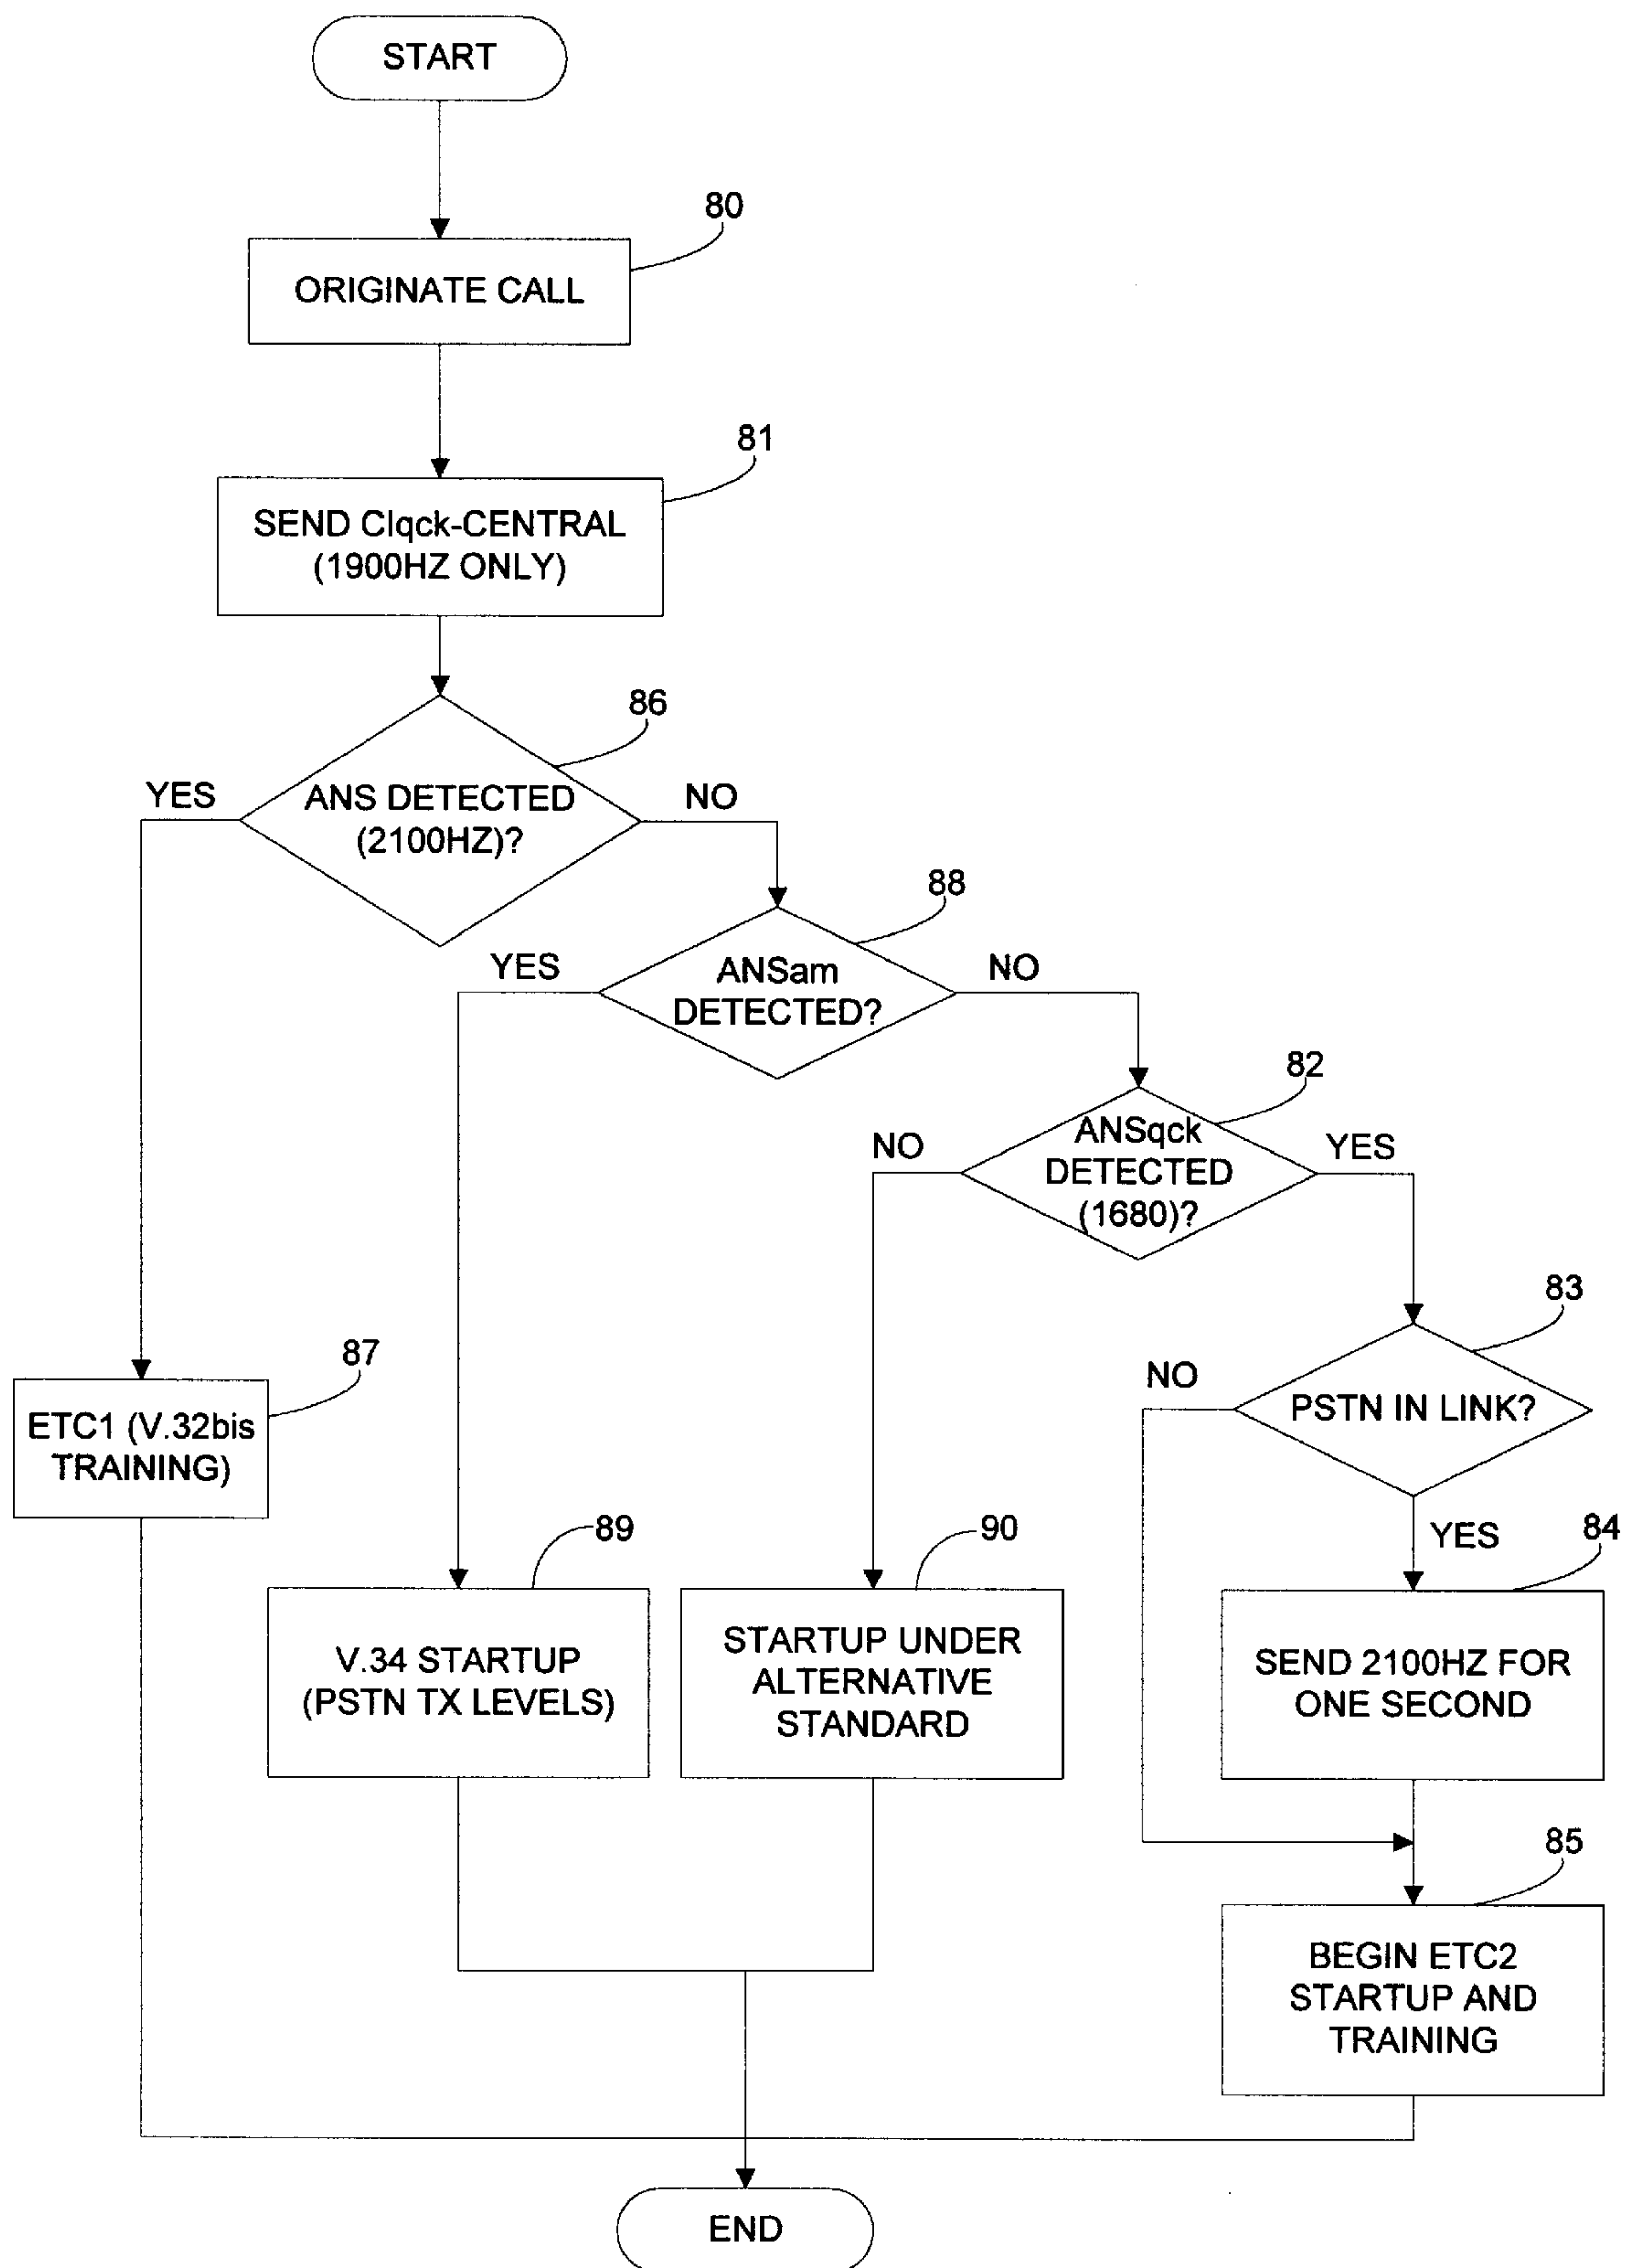 START
80
ORIGINATE CALL
81
SEND CIqck-CENTRAL
(1900HZ ONLY)
86
YES
ANS DETECTED
(2100HZ)?
NO
88
YES
ANSam
DETECTED?
NO
82
NO
ANSqck
DETECTED
(1680)?
YES
83
NO
PSTN IN LINK?
87
ETC1 (V.32bis
TRAINING)
YES
89
90
84
V.34 STARTUP
(PSTN TX LEVELS)
STARTUP UNDER
ALTERNATIVE
STANDARD
SEND 2100HZ FOR
ONE SECOND
85
BEGIN ETC2
STARTUP AND
TRAINING
END